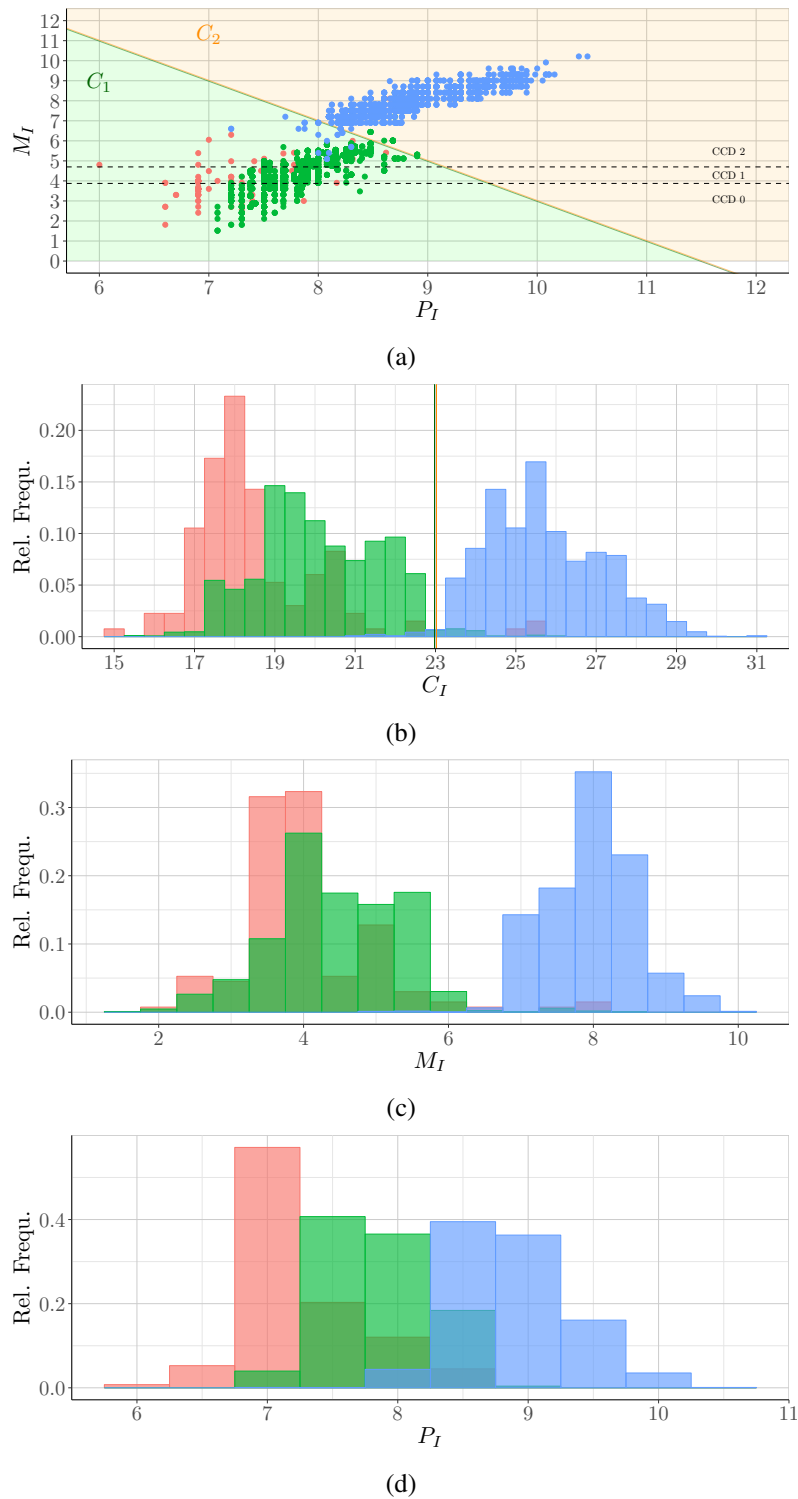 12
11
10
9
8
7
6
5
4
3
2
1
0
M_I
C_1
C_2
CCD 2
CCD 1
CCD 0
6 7 8 9 10 11 12
P_I
(a)
0.20
0.15
0.10
0.05
0.00
Rel. Frequ.
15 17 19 21 23 25 27 29 31
C_I
(b)
0.3
0.2
0.1
0.0
Rel. Frequ.
2 4 6 8 10
M_I
(c)
0.4
0.2
0.0
Rel. Frequ.
6 7 8 9 10 11
P_I
(d)